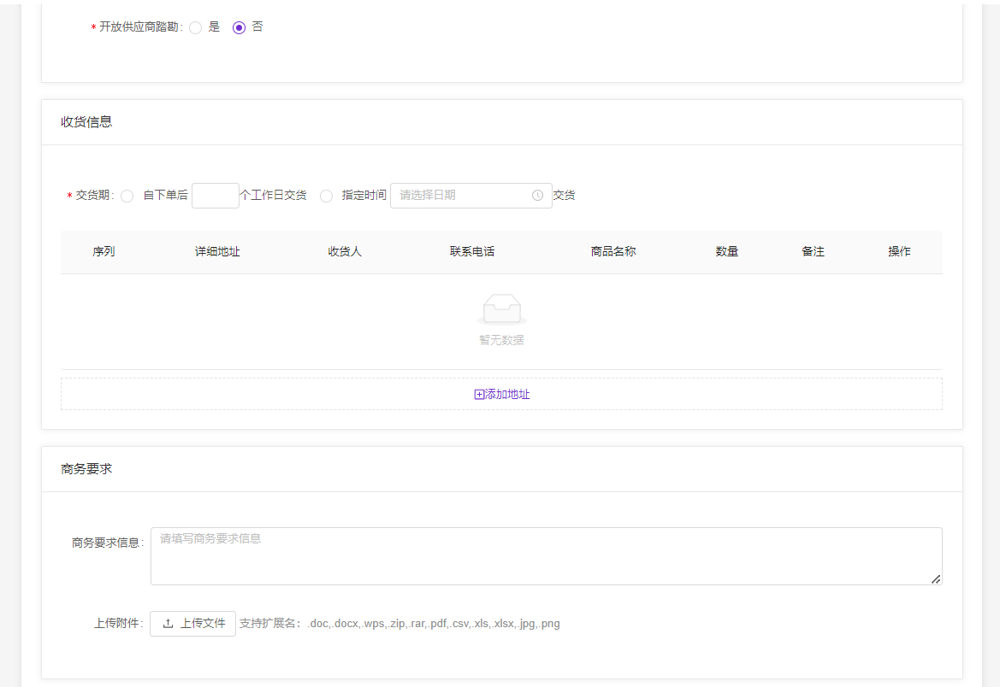 * 开放供应商踏勘: 是 否
收货信息
* 交货期: 自下单后 个工作日交货 指定时间 请选择日期 交货
序列 详细地址 收货人 联系电话 商品名称 数量 备注 操作
暂无数据
添加地址
商务要求
商务要求信息: 请填写商务要求信息
上传附件: 上传文件 支持扩展名: .doc,.docx,.wps,.zip,.rar,.pdf,.csv,.xls,.xlsx,.jpg,.png